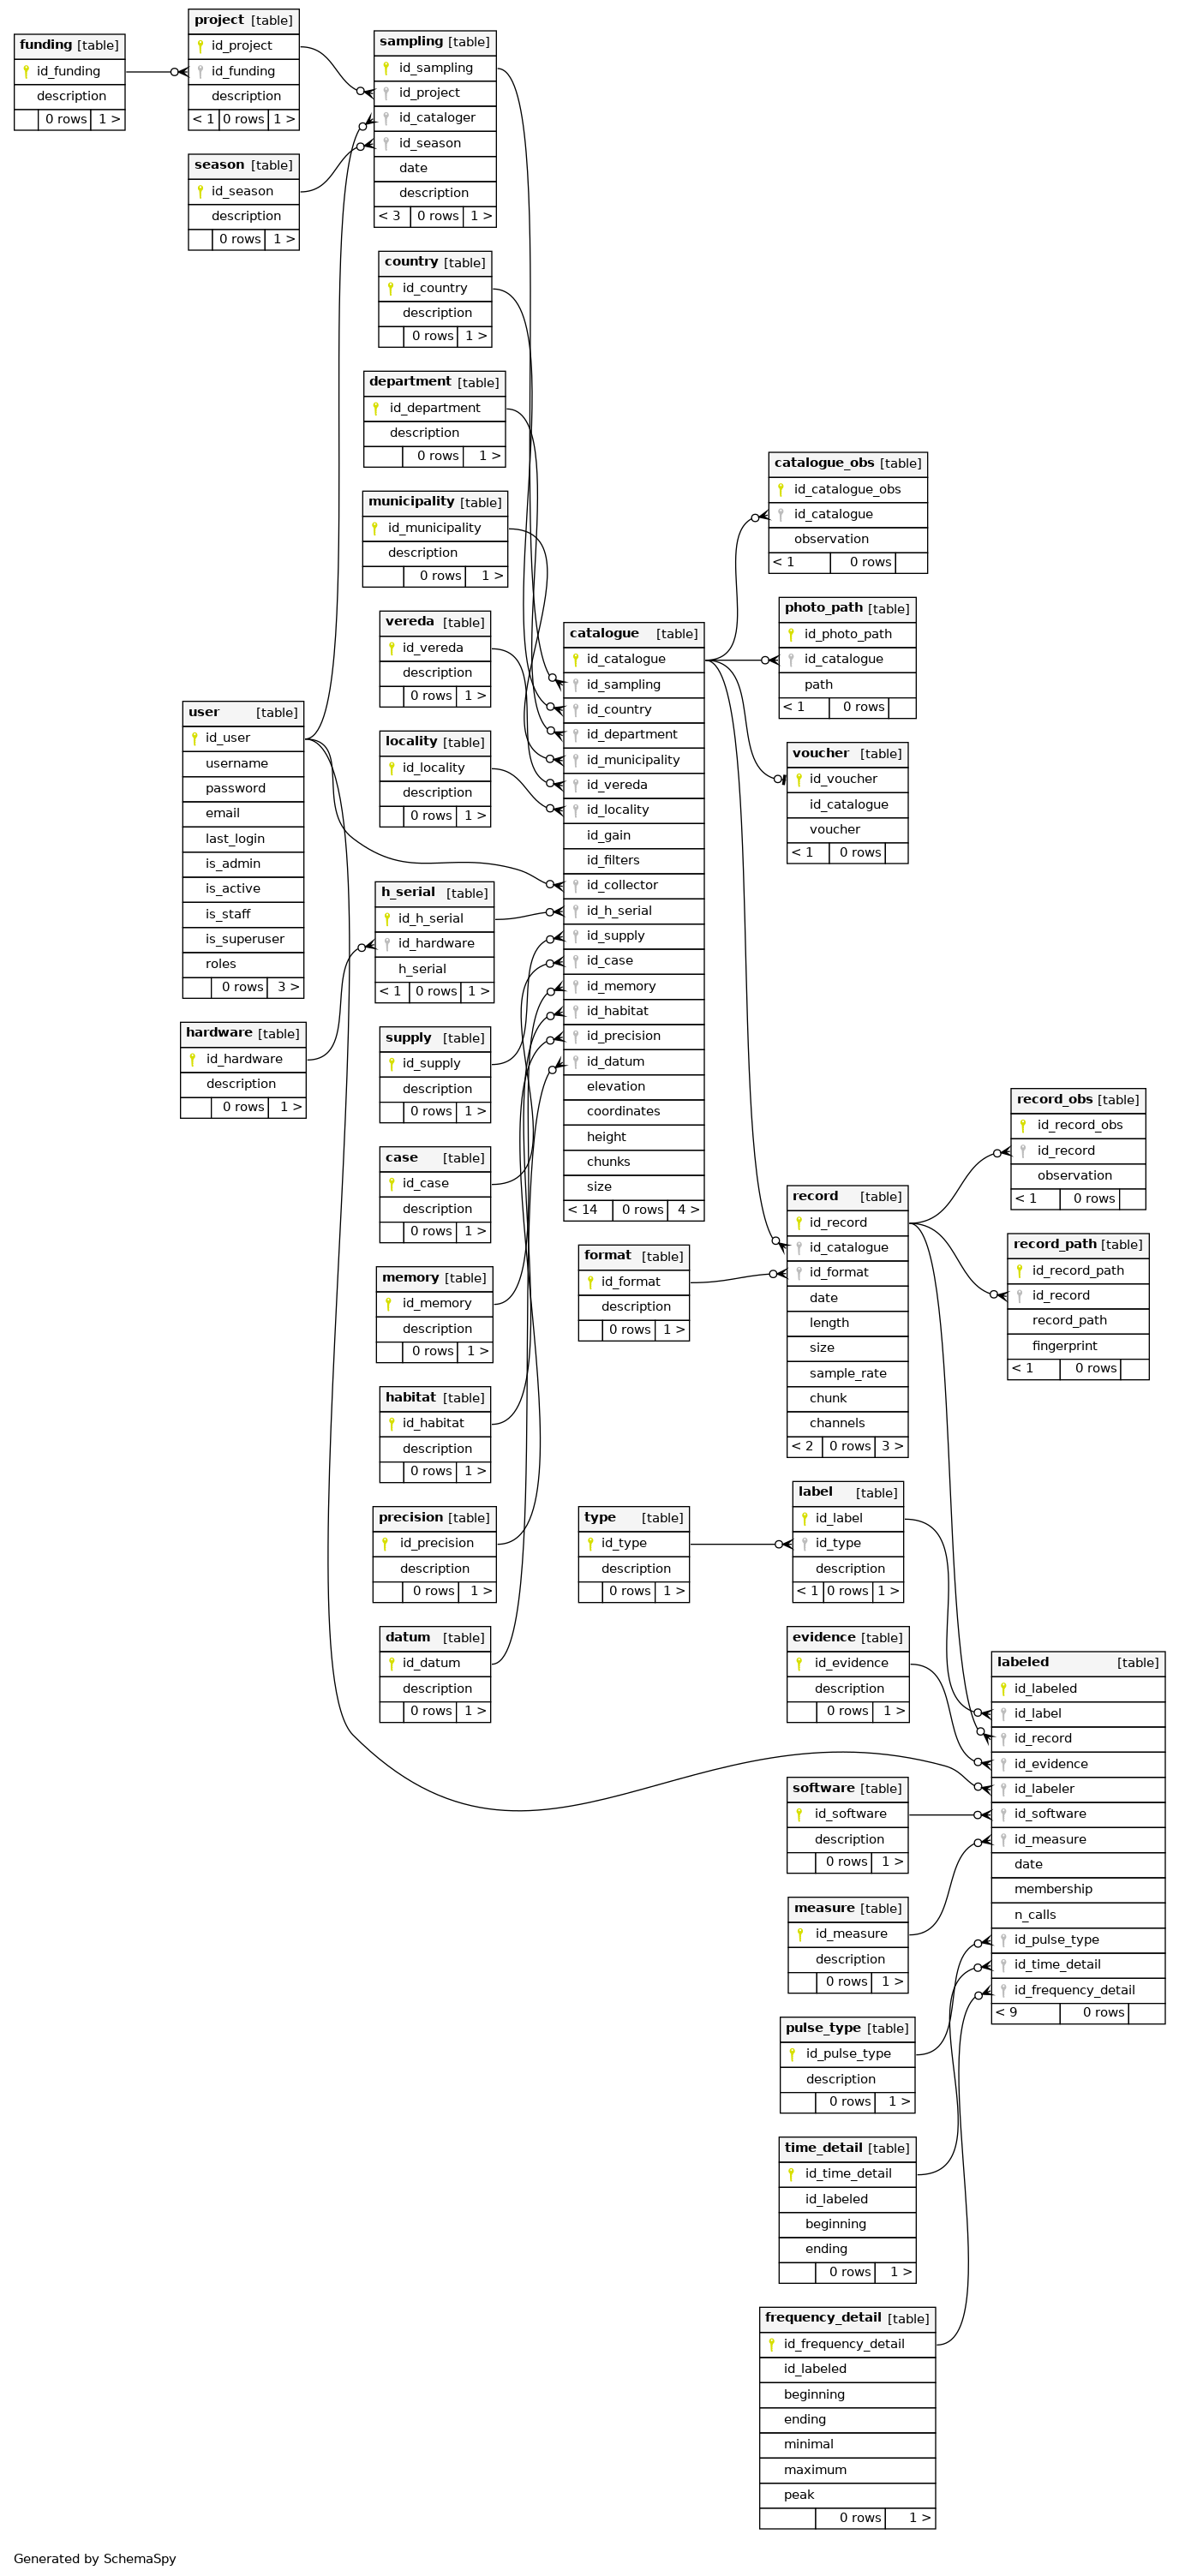 project [table]
id_project
id_funding
description
< 1 0 rows 1 >
funding [table]
id_funding
description
0 rows 1 >
season [table]
id_season
description
0 rows 1 >
sampling [table]
id_sampling
id_project
id_cataloger
id_season
date
description
< 3 0 rows 1 >
country [table]
id_country
description
0 rows 1 >
department [table]
id_department
description
0 rows 1 >
municipality [table]
id_municipality
description
0 rows 1 >
vereda [table]
id_vereda
description
0 rows 1 >
locality [table]
id_locality
description
0 rows 1 >
user [table]
id_user
username
password
email
last_login
is_admin
is_active
is_staff
is_superuser
roles
0 rows 3 >
hardware [table]
id_hardware
description
0 rows 1 >
h_serial [table]
id_h_serial
id_hardware
h_serial
< 1 0 rows 1 >
supply [table]
id_supply
description
0 rows 1 >
case [table]
id_case
description
0 rows 1 >
memory [table]
id_memory
description
0 rows 1 >
habitat [table]
id_habitat
description
0 rows 1 >
precision [table]
id_precision
description
0 rows 1 >
datum [table]
id_datum
description
0 rows 1 >
catalogue [table]
id_catalogue
id_sampling
id_country
id_department
id_municipality
id_vereda
id_locality
id_gain
id_filters
id_collector
id_h_serial
id_supply
id_case
id_memory
id_habitat
id_precision
id_datum
elevation
coordinates
height
chunks
size
< 14 0 rows 4 >
format [table]
id_format
description
0 rows 1 >
type [table]
id_type
description
0 rows 1 >
catalogue_obs [table]
id_catalogue_obs
id_catalogue
observation
< 1 0 rows
photo_path [table]
id_photo_path
id_catalogue
path
< 1 0 rows
voucher [table]
id_voucher
id_catalogue
voucher
< 1 0 rows
record [table]
id_record
id_catalogue
id_format
date
length
size
sample_rate
chunk
channels
< 2 0 rows 3 >
label [table]
id_label
id_type
description
< 1 0 rows 1 >
evidence [table]
id_evidence
description
0 rows 1 >
software [table]
id_software
description
0 rows 1 >
measure [table]
id_measure
description
0 rows 1 >
pulse_type [table]
id_pulse_type
description
0 rows 1 >
time_detail [table]
id_time_detail
id_labeled
beginning
ending
0 rows 1 >
frequency_detail [table]
id_frequency_detail
id_labeled
beginning
ending
minimal
maximum
peak
0 rows 1 >
record_obs [table]
id_record_obs
id_record
observation
< 1 0 rows
record_path [table]
id_record_path
id_record
record_path
fingerprint
< 1 0 rows
labeled [table]
id_labeled
id_label
id_record
id_evidence
id_labeler
id_software
id_measure
date
membership
n_calls
id_pulse_type
id_time_detail
id_frequency_detail
< 9 0 rows
Generated by SchemaSpy